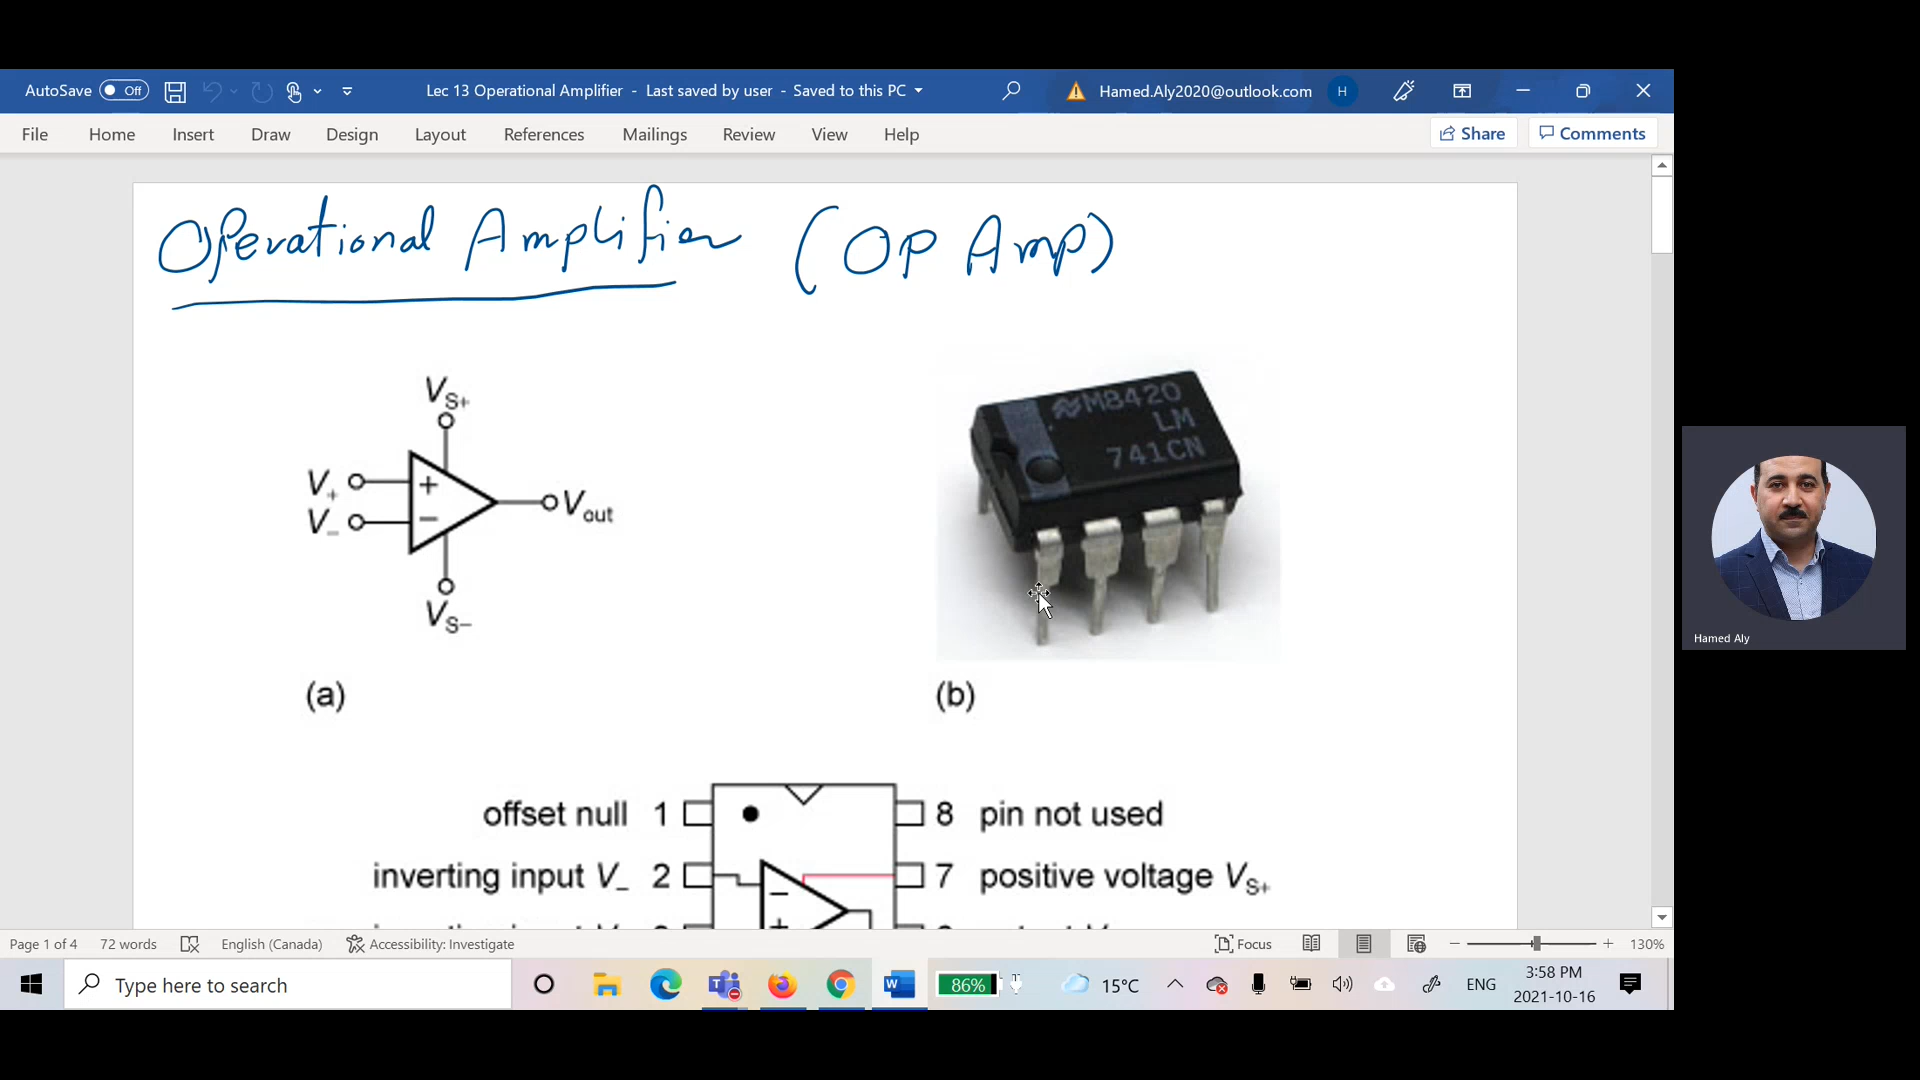 AutoSave Off
Lec 13 Operational Amplifier - Last saved by user - Saved to this PC
Hamed.Aly2020@outlook.com H
File Home Insert Draw Design Layout References Mailings Review View Help
Share Comments
Operational Amplifier (OP Amp)
VS+
V+ + Vout
V− −
VS−
M8420
LM
741CN
(a) (b)
offset null 1 8 pin not used
inverting input V− 2 7 positive voltage VS+
−
+
Hamed Aly
Page 1 of 4 72 words English (Canada) Accessibility: Investigate Focus 130%
Type here to search 86% 15°C ENG 3:58 PM
2021-10-16